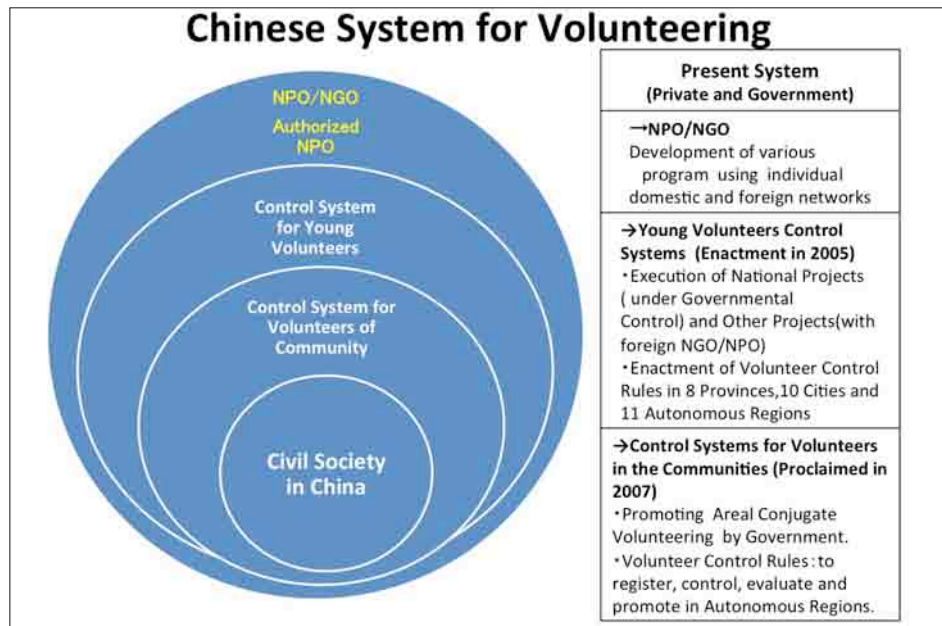 Chinese System for Volunteering
NPO/NGO
Authorized
NPO
Control System
for Young
Volunteers
Control System for
Volunteers of
Community
Civil Society
in China
Present System
(Private and Government)
→NPO/NGO
Development of various
program using individual
domestic and foreign networks
→Young Volunteers Control
Systems (Enactment in 2005)
・Execution of National Projects
( under Governmental
Control) and Other Projects(with
foreign NGO/NPO)
・Enactment of Volunteer Control
Rules in 8 Provinces,10 Cities and
11 Autonomous Regions
→Control Systems for Volunteers
in the Communities (Proclaimed in
2007)
・Promoting Areal Conjugate
Volunteering by Government.
・Volunteer Control Rules：to
register, control, evaluate and
promote in Autonomous Regions.